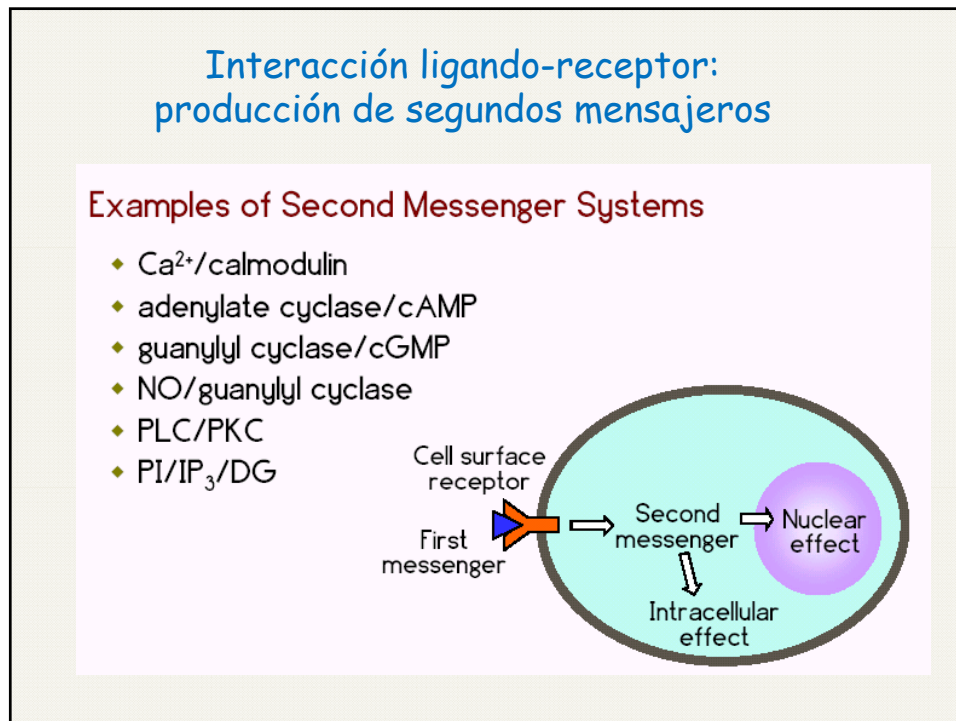 Interacción ligando-receptor:
producción de segundos mensajeros
Examples of Second Messenger Systems
Ca²⁺/calmodulin
adenylate cyclase/cAMP
guanylyl cyclase/cGMP
NO/guanylyl cyclase
PLC/PKC
PI/IP₃/DG
Cell surface
receptor
First
messenger
Second
messenger
Nuclear
effect
Intracellular
effect